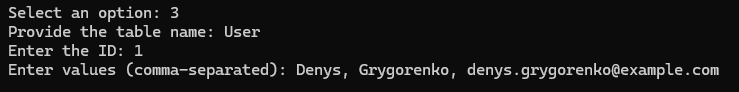 Select an option: 3
Provide the table name: User
Enter the ID: 1
Enter values (comma-separated): Denys, Grygorenko, denys.grygorenko@example.com